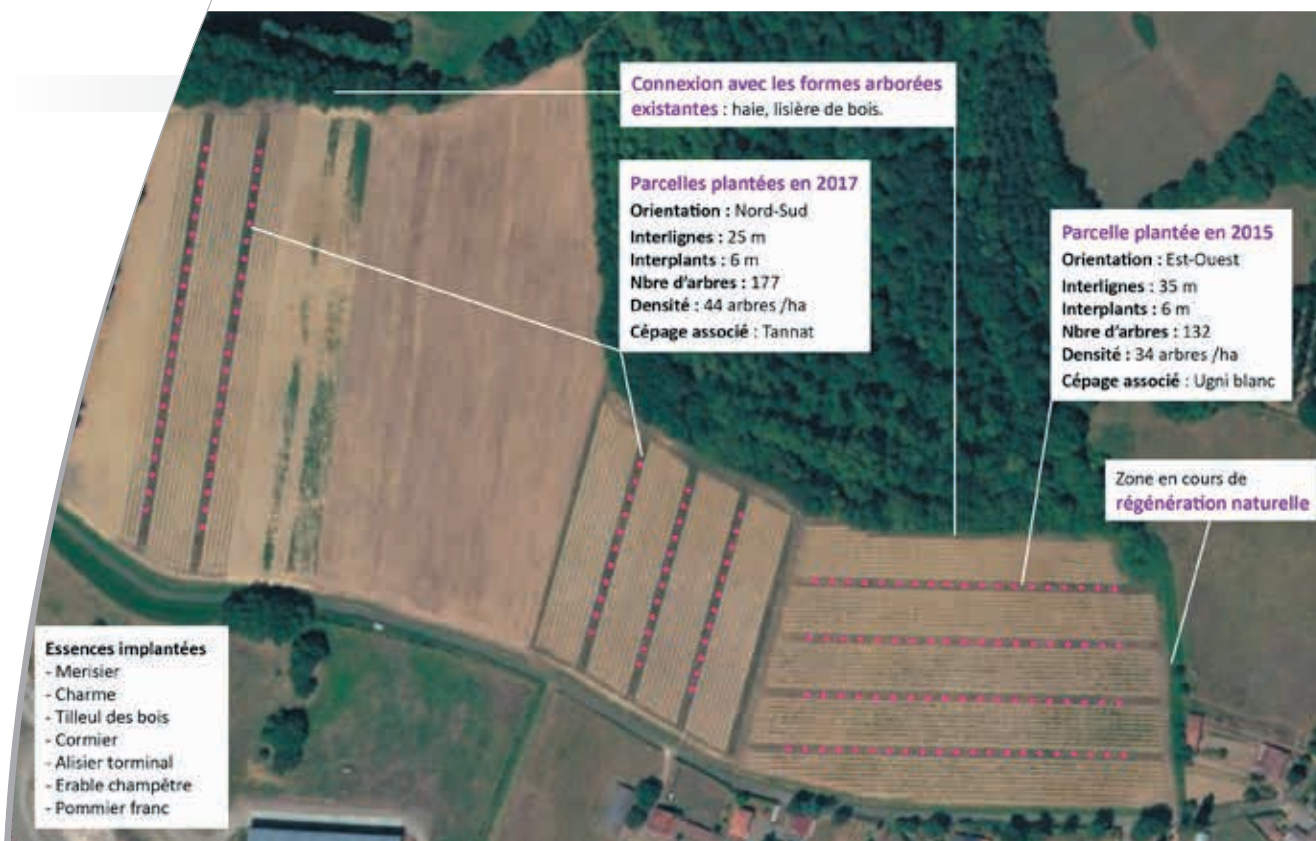 Connexion avec les formes arborées
existantes : haie, lisière de bois.
Parcelles plantées en 2017
Orientation : Nord-Sud
Interlignes : 25 m
Interplants : 6 m
Nbre d'arbres : 177
Densité : 44 arbres /ha
Cépage associé : Tannat
Parcelle plantée en 2015
Orientation : Est-Ouest
Interlignes : 35 m
Interplants : 6 m
Nbre d'arbres : 132
Densité : 34 arbres /ha
Cépage associé : Ugni blanc
Zone en cours de
régénération naturelle
Essences implantées
- Merisier
- Charme
- Tilleul des bois
- Cormier
- Alisier torminal
- Erable champêtre
- Pommier franc